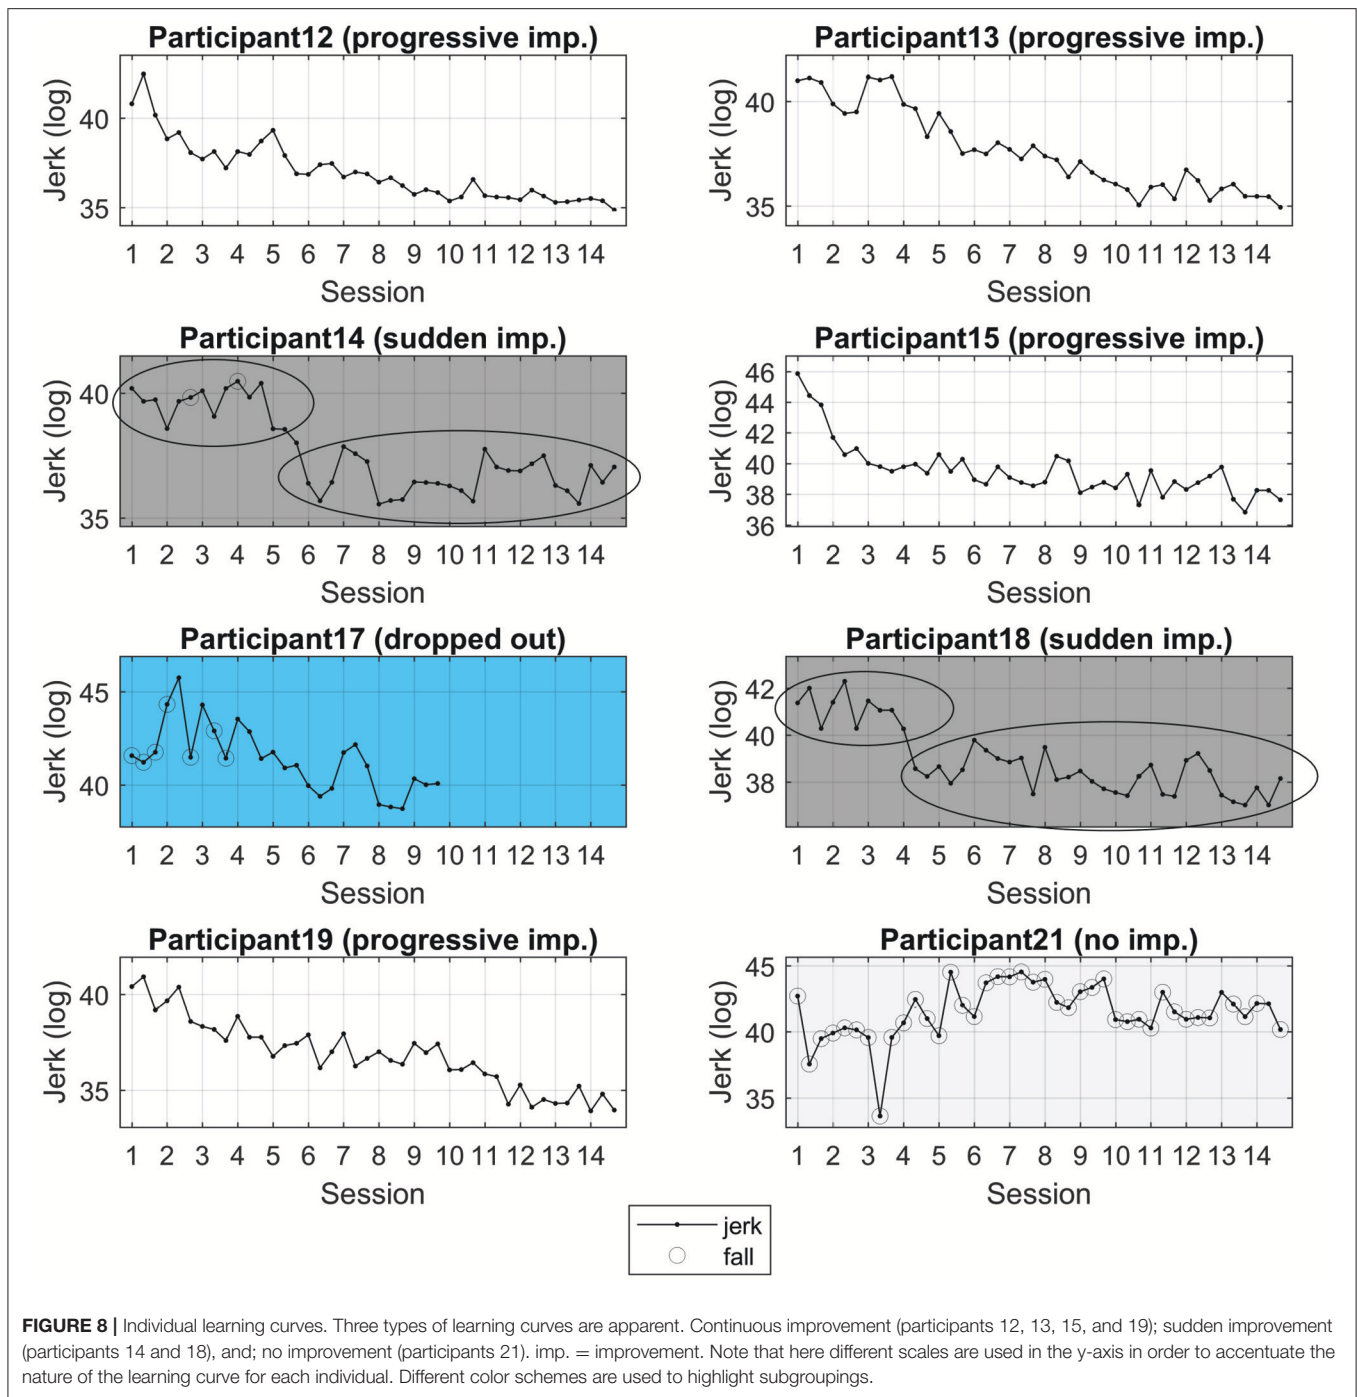 Participant12 (progressive imp.)
Jerk (log)
40
35
1 2 3 4 5 6 7 8 9 10 11 12 13 14
Session
Participant13 (progressive imp.)
Jerk (log)
40
35
1 2 3 4 5 6 7 8 9 10 11 12 13 14
Session
Participant14 (sudden imp.)
Jerk (log)
40
35
1 2 3 4 5 6 7 8 9 10 11 12 13 14
Session
Participant15 (progressive imp.)
Jerk (log)
46
44
42
40
38
36
1 2 3 4 5 6 7 8 9 10 11 12 13 14
Session
Participant17 (dropped out)
Jerk (log)
45
40
1 2 3 4 5 6 7 8 9 10 11 12 13 14
Session
Participant18 (sudden imp.)
Jerk (log)
42
40
38
1 2 3 4 5 6 7 8 9 10 11 12 13 14
Session
Participant19 (progressive imp.)
Jerk (log)
40
35
1 2 3 4 5 6 7 8 9 10 11 12 13 14
Session
Participant21 (no imp.)
Jerk (log)
45
40
35
1 2 3 4 5 6 7 8 9 10 11 12 13 14
Session
jerk
fall
FIGURE 8 | Individual learning curves. Three types of learning curves are apparent. Continuous improvement (participants 12, 13, 15, and 19); sudden improvement
(participants 14 and 18), and; no improvement (participants 21). imp. = improvement. Note that here different scales are used in the y-axis in order to accentuate the
nature of the learning curve for each individual. Different color schemes are used to highlight subgroupings.